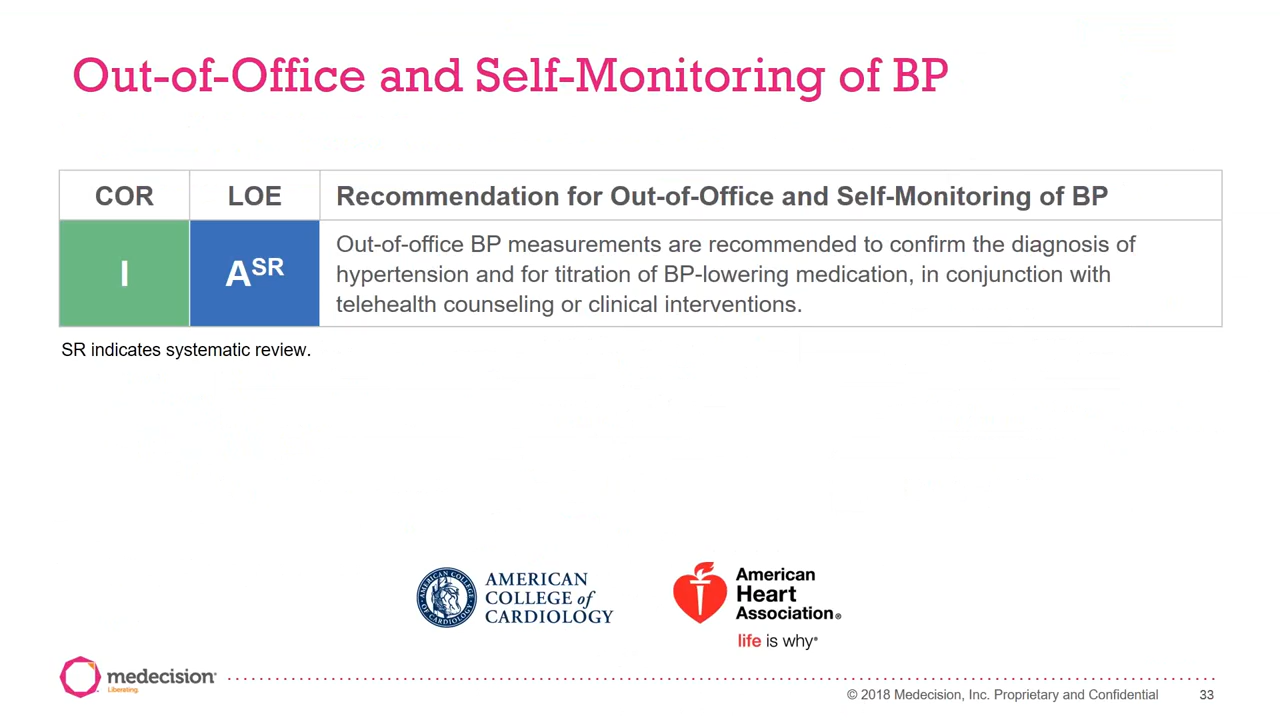 Out-of-Office and Self-Monitoring of BP
COR LOE Recommendation for Out-of-Office and Self-Monitoring of BP
I A^SR Out-of-office BP measurements are recommended to confirm the diagnosis of
hypertension and for titration of BP-lowering medication, in conjunction with
telehealth counseling or clinical interventions.
SR indicates systematic review.
AMERICAN
COLLEGE of
CARDIOLOGY
American
Heart
Association®
life is why®
medecision®
Liberating.
© 2018 Medecision, Inc. Proprietary and Confidential 33